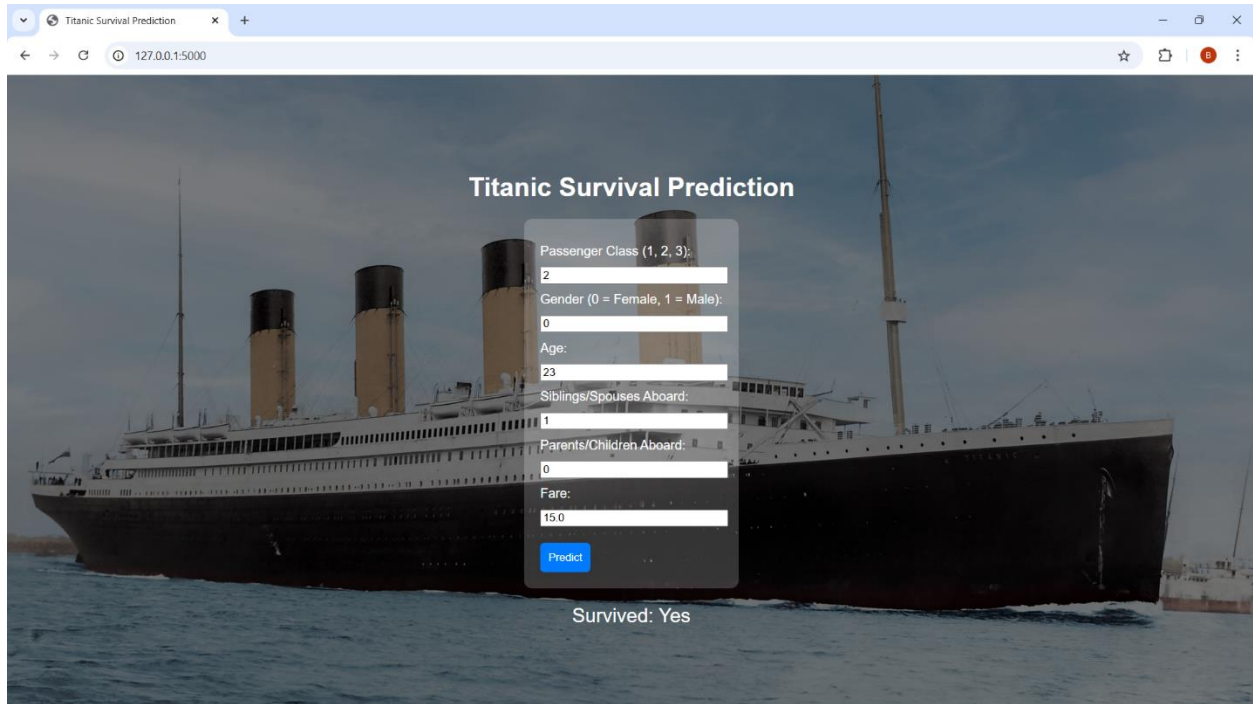 Titanic Survival Prediction
127.0.0.1:5000
B
Titanic Survival Prediction
Passenger Class (1, 2, 3):
2
Gender (0 = Female, 1 = Male):
0
Age:
23
Siblings/Spouses Aboard:
1
Parents/Children Aboard:
0
Fare:
15.0
Predict
Survived: Yes
TITANIC